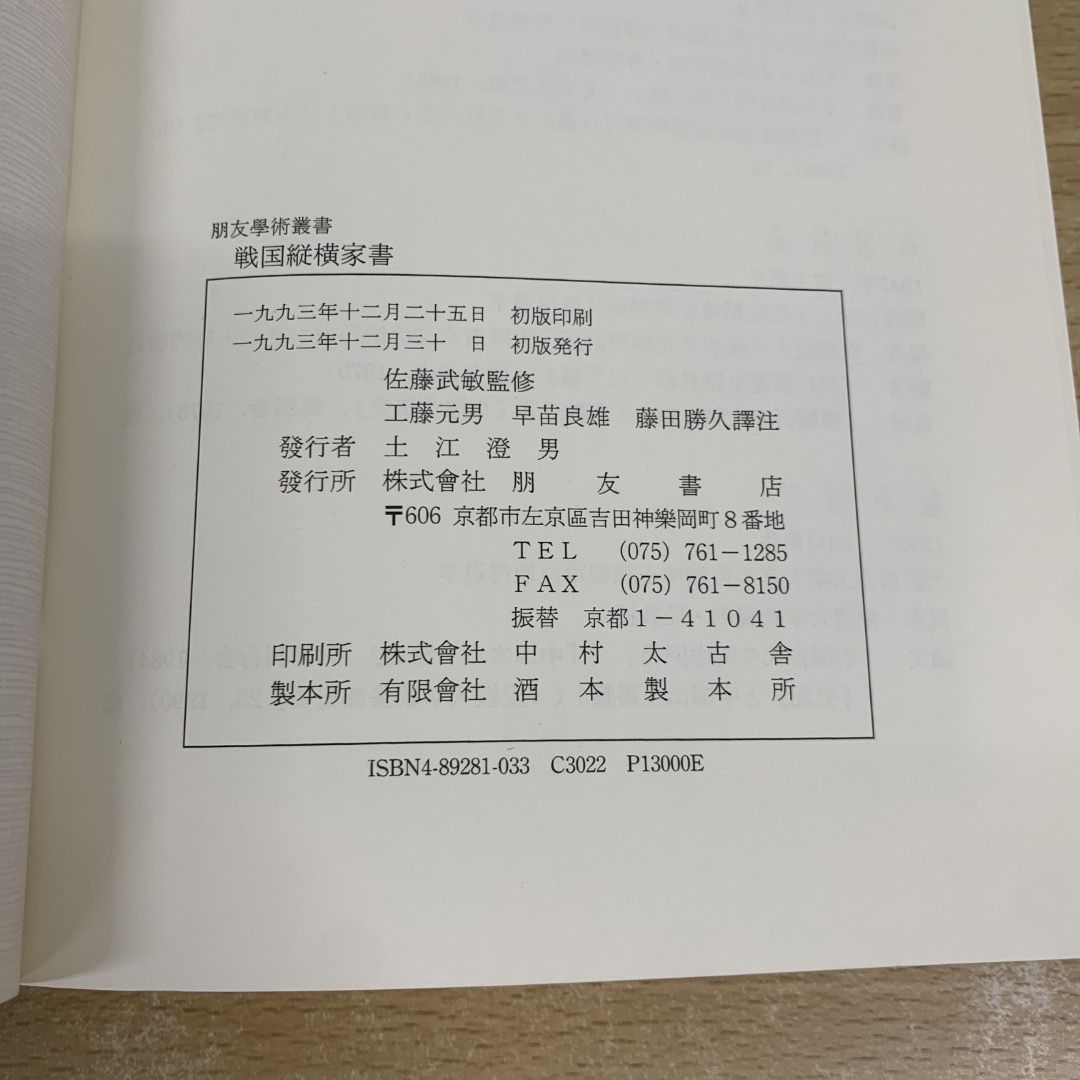 朋友學術叢書
戦国縦横家書
一九九三年十二月二十五日 初版印刷
一九九三年十二月三十 日 初版発行
佐藤武敏監修
工藤元男 早苗良雄 藤田勝久譯注
發行者 土江澄男
發行所 株式會社 朋友書店
〒606 京都市左京區吉田神樂岡町8番地
TEL (075) 761-1285
FAX (075) 761-8150
振替 京都1-41041
印刷所 株式會社 中村太古舎
製本所 有限會社 酒本製本所
ISBN4-89281-033 C3022 P13000E